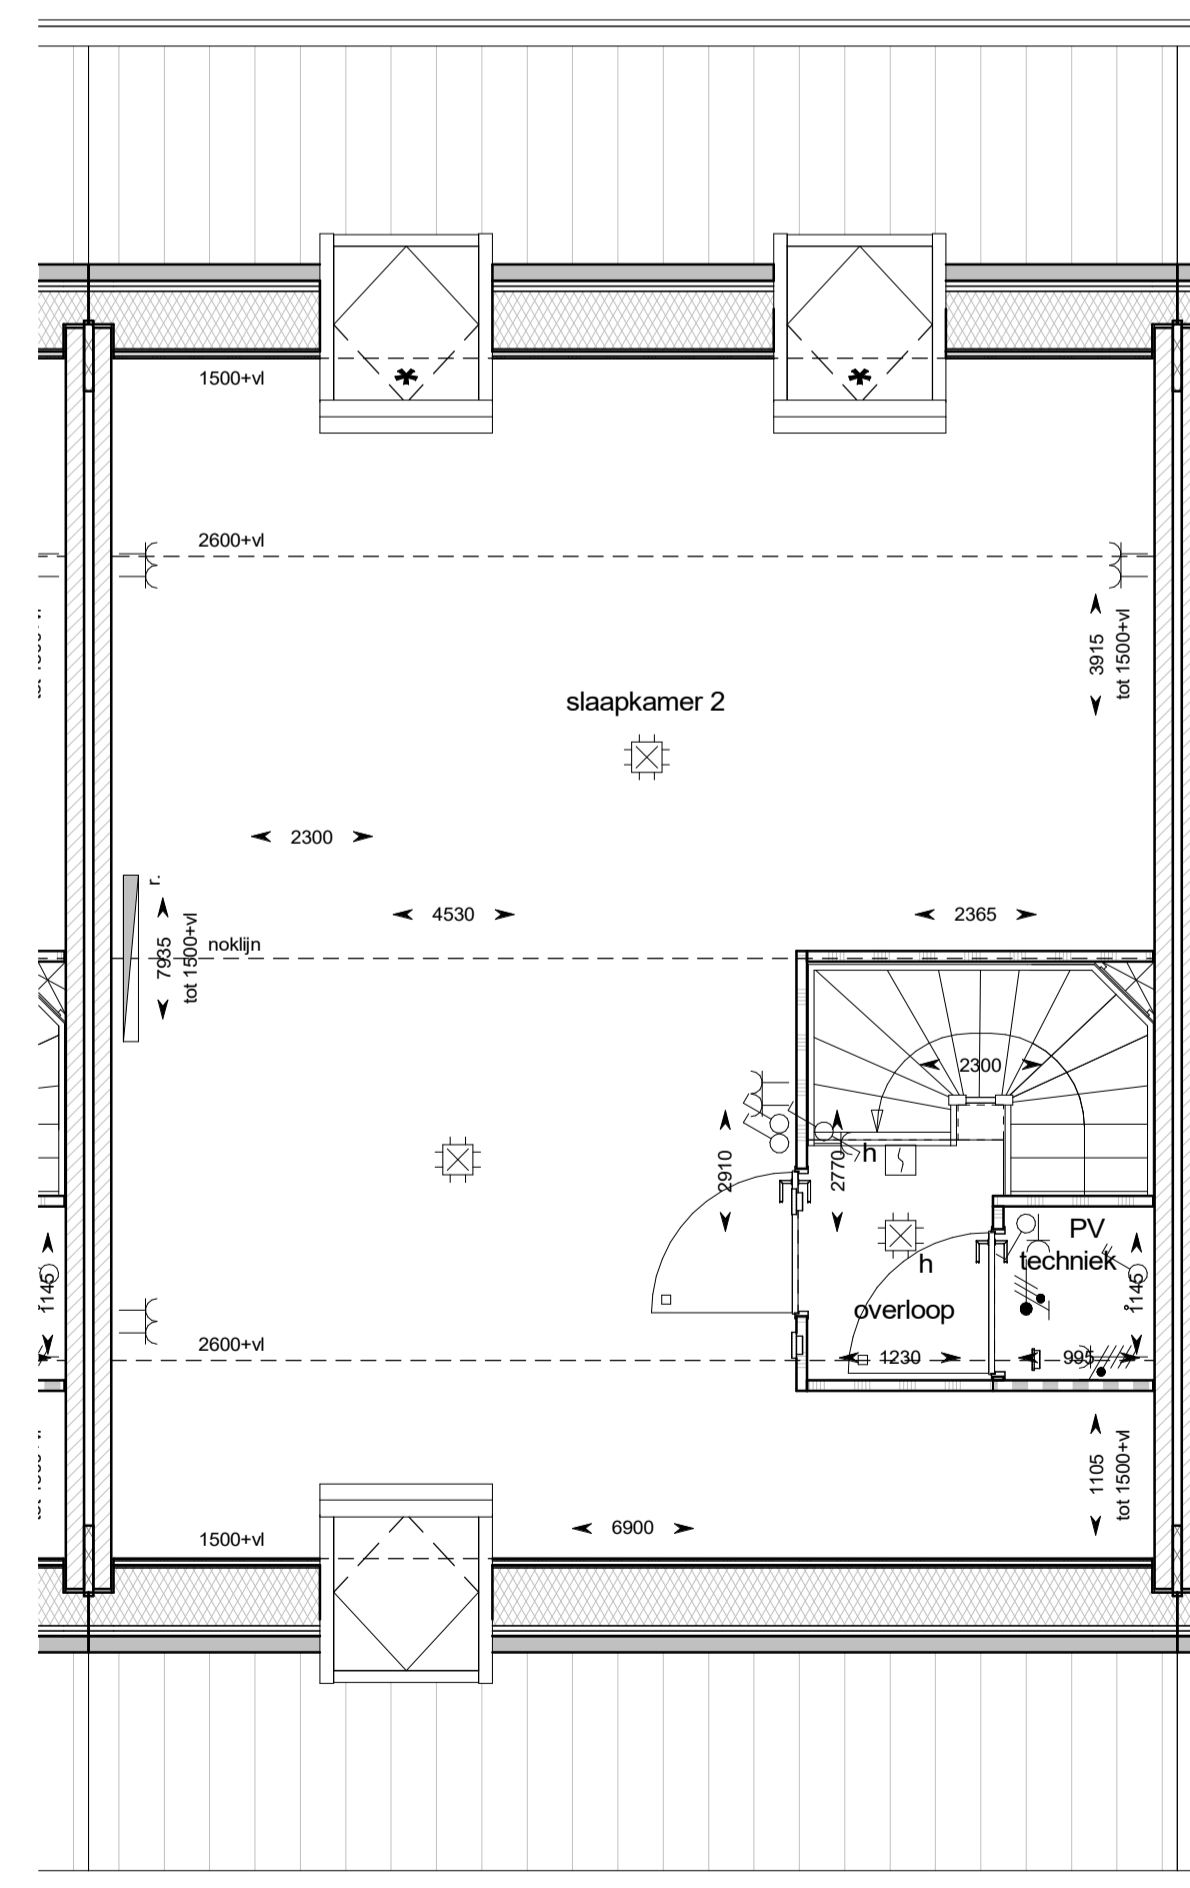 1500+vl
2600+vl
3915
tot 1500+vl
slaapkamer 2
2300
4530
2365
r.
7935
tot 1500+vl
noklijn
2300
2910
2770
h
PV
techniek
h
1145
1145
overloop
2600+vl
1230
995
1105
tot 1500+vl
6900
1500+vl